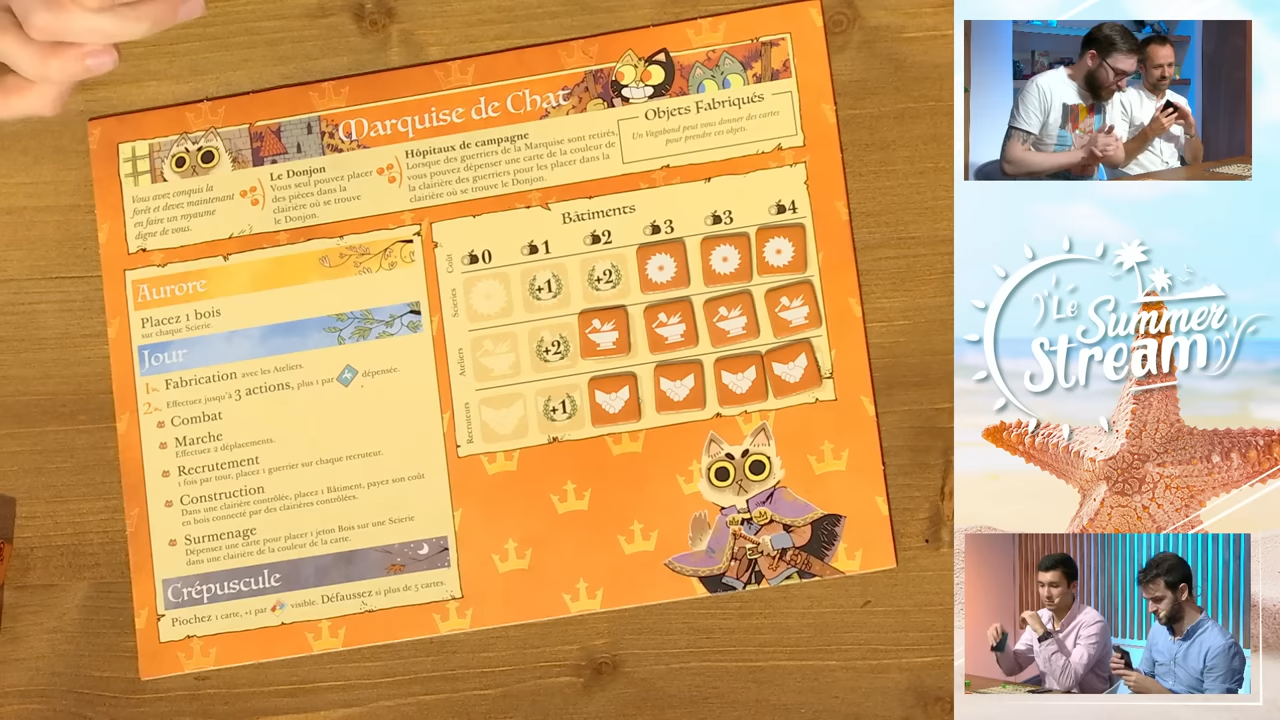 Marquise de Chat
Vous avez conquis la
forêt et devez maintenant
en faire un royaume
digne de vous.
Le Donjon
Vous seul pouvez placer
des pièces dans la
clairière où se trouve
le Donjon.
Hôpitaux de campagne
Lorsque des guerriers de la Marquise sont retirés,
vous pouvez dépenser une carte de la couleur de
la clairière des guerriers pour les placer dans la
clairière où se trouve le Donjon.
Objets Fabriqués
Un Vagabond peut vous donner des cartes
pour prendre ces objets.
Aurore
Placez 1 bois
sur chaque Scierie.
Jour
1. Fabrication avec les Ateliers.
2. Effectuez jusqu'à 3 actions, plus 1 par dépensée.
Combat
Marche
Effectuez 2 déplacements.
Recrutement
1 fois par tour, placez 1 guerrier sur chaque recruteur.
Construction
Dans une clairière contrôlée, placez 1 Bâtiment, payez son coût
en bois connecté par des clairières contrôlées.
Surmenage
Dépensez une carte pour placer 1 jeton Bois sur une Scierie
dans une clairière de la couleur de la carte.
Crépuscule
Piochez 1 carte, +1 par visible. Défaussez si plus de 5 cartes.
Bâtiments
Coût 0 1 2 3 3 4
Scieries +1 +2
Ateliers +2
Recruteurs +1
Le Summer
Stream